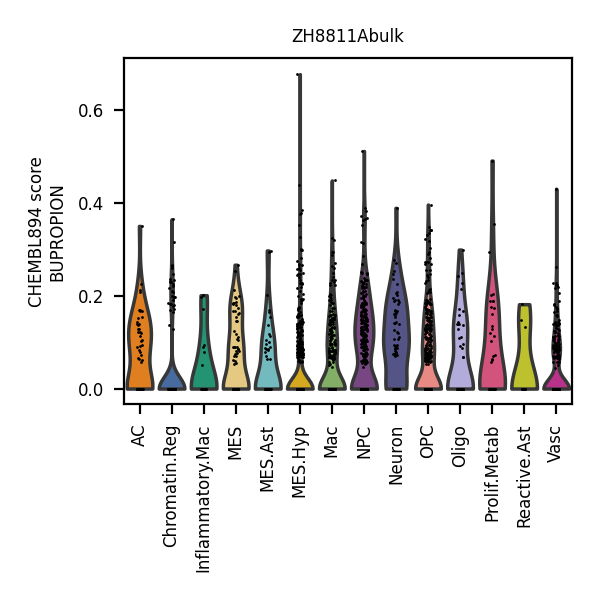 ZH8811Abulk
CHEMBL894 score
BUPROPION
0.6
0.4
0.2
0.0
AC
Chromatin.Reg
Inflammatory.Mac
MES
MES.Ast
MES.Hyp
Mac
NPC
Neuron
OPC
Oligo
Prolif.Metab
Reactive.Ast
Vasc